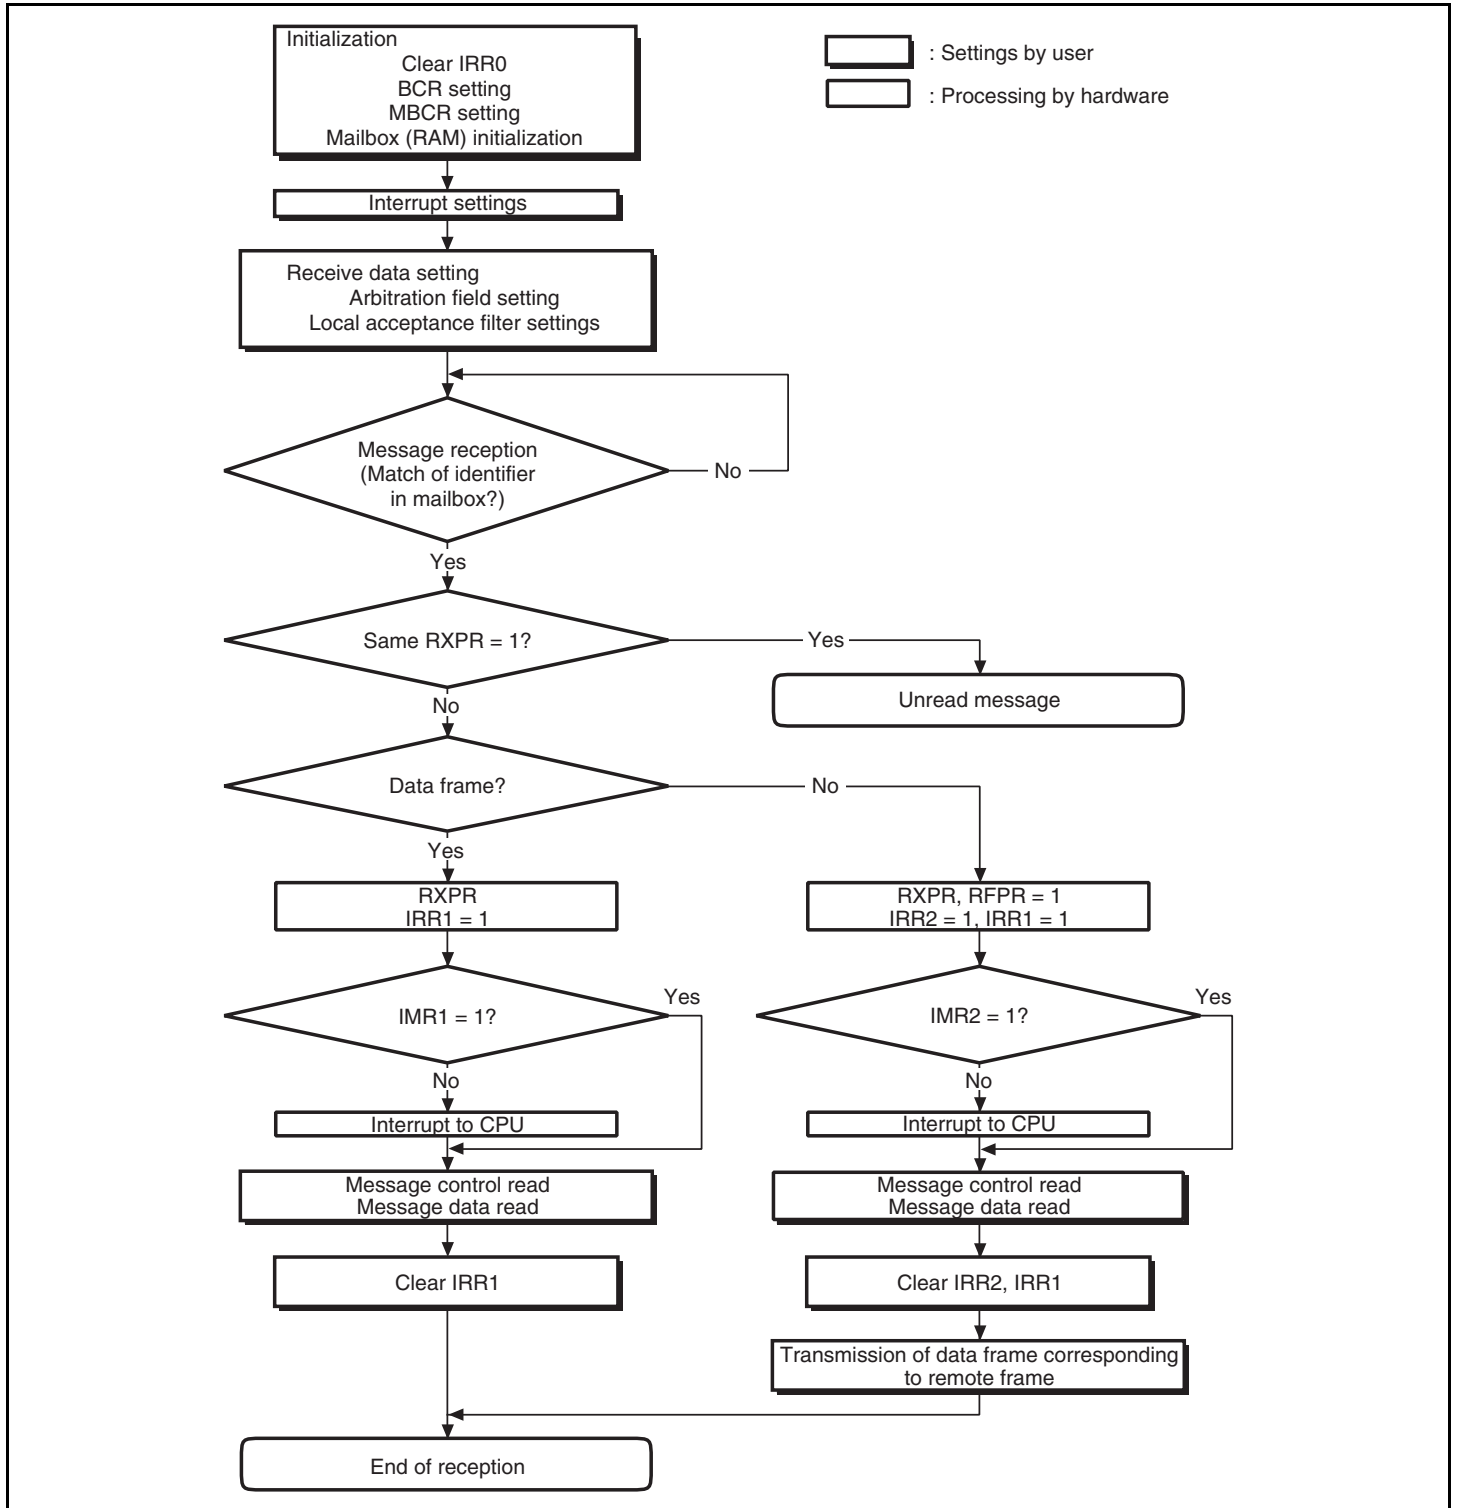 Initialization
Clear IRR0
BCR setting
MBCR setting
Mailbox (RAM) initialization
: Settings by user
: Processing by hardware
Interrupt settings
Receive data setting
Arbitration field setting
Local acceptance filter settings
Message reception
(Match of identifier
in mailbox?)
No
Yes
Same RXPR = 1?
Yes
Unread message
No
Data frame?
No
Yes
RXPR
IRR1 = 1
RXPR, RFPR = 1
IRR2 = 1, IRR1 = 1
IMR1 = 1?
Yes
IMR2 = 1?
Yes
No
No
Interrupt to CPU
Interrupt to CPU
Message control read
Message data read
Message control read
Message data read
Clear IRR1
Clear IRR2, IRR1
Transmission of data frame corresponding
to remote frame
End of reception